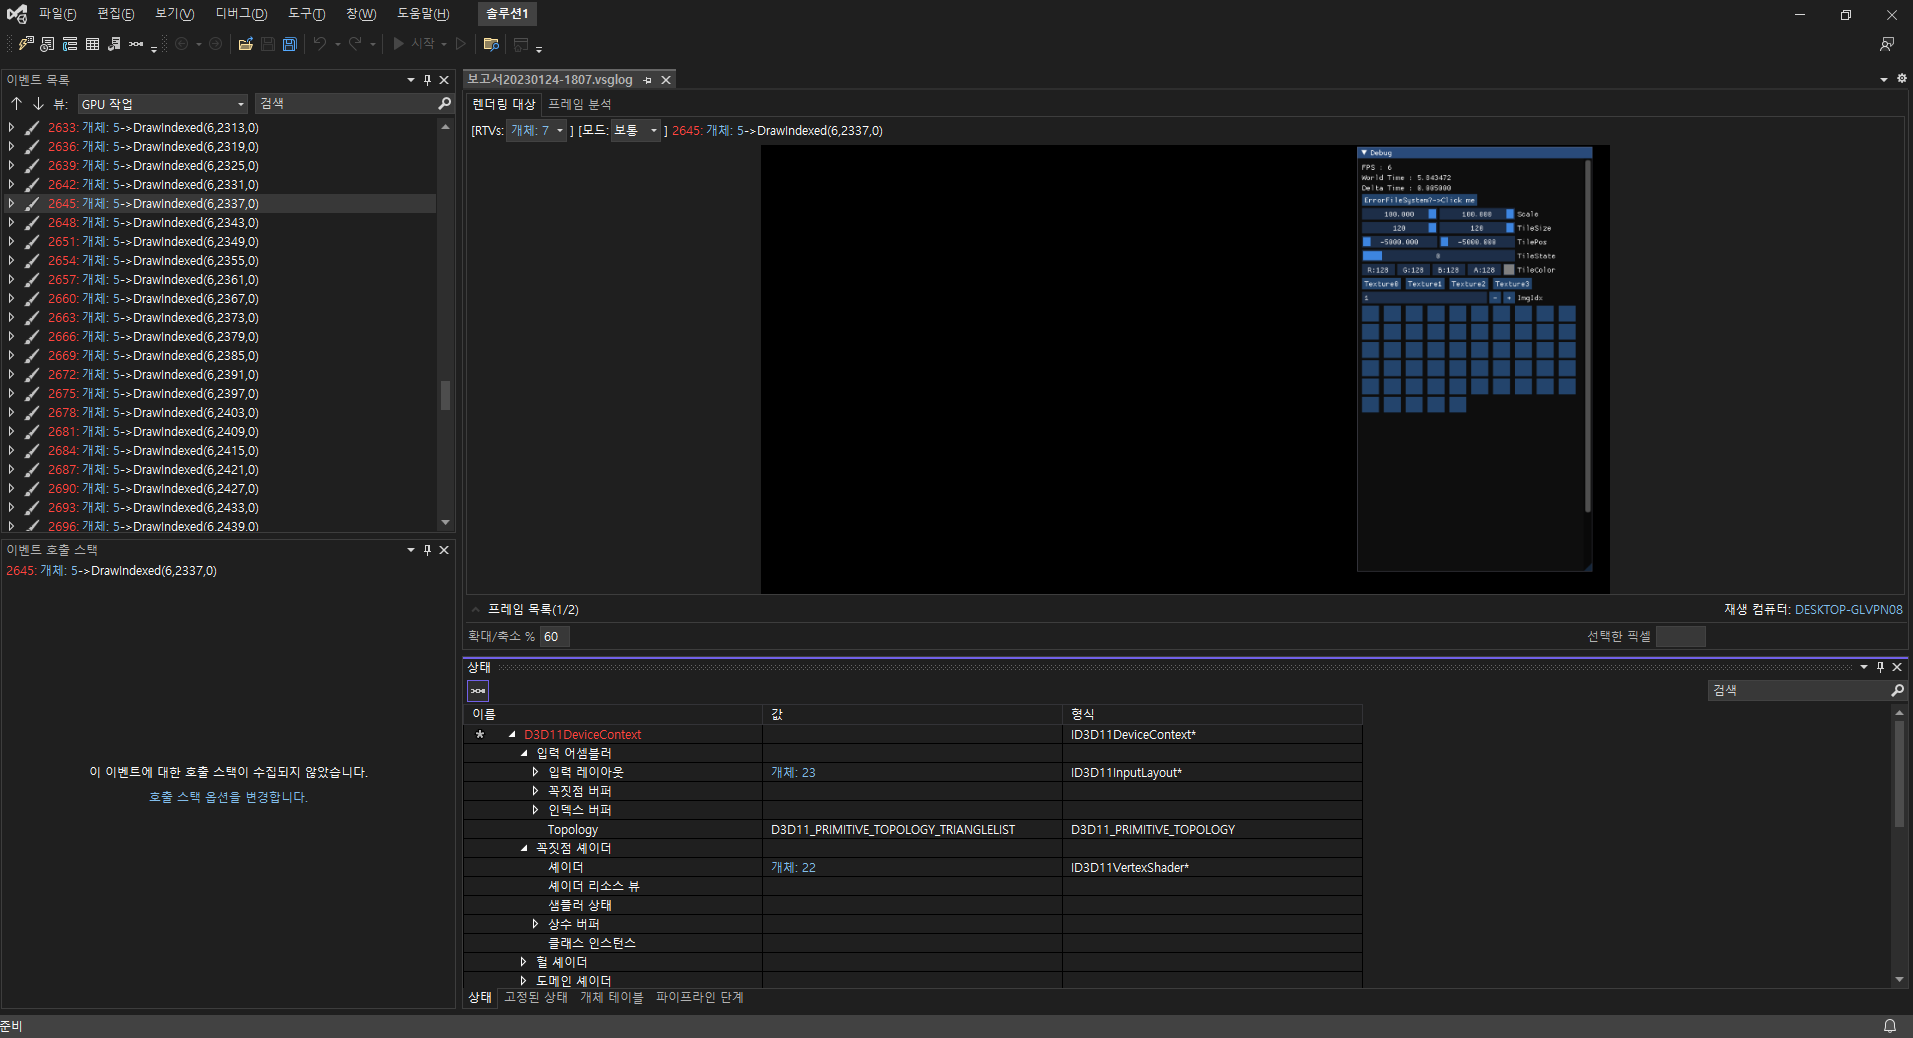 파일(F) 편집(E) 보기(V) 디버그(D) 도구(T) 창(W) 도움말(H) 솔루션1
시작
이벤트 목록
뷰: GPU 작업 검색
2633: 개체: 5->DrawIndexed(6,2313,0)
2636: 개체: 5->DrawIndexed(6,2319,0)
2639: 개체: 5->DrawIndexed(6,2325,0)
2642: 개체: 5->DrawIndexed(6,2331,0)
2645: 개체: 5->DrawIndexed(6,2337,0)
2648: 개체: 5->DrawIndexed(6,2343,0)
2651: 개체: 5->DrawIndexed(6,2349,0)
2654: 개체: 5->DrawIndexed(6,2355,0)
2657: 개체: 5->DrawIndexed(6,2361,0)
2660: 개체: 5->DrawIndexed(6,2367,0)
2663: 개체: 5->DrawIndexed(6,2373,0)
2666: 개체: 5->DrawIndexed(6,2379,0)
2669: 개체: 5->DrawIndexed(6,2385,0)
2672: 개체: 5->DrawIndexed(6,2391,0)
2675: 개체: 5->DrawIndexed(6,2397,0)
2678: 개체: 5->DrawIndexed(6,2403,0)
2681: 개체: 5->DrawIndexed(6,2409,0)
2684: 개체: 5->DrawIndexed(6,2415,0)
2687: 개체: 5->DrawIndexed(6,2421,0)
2690: 개체: 5->DrawIndexed(6,2427,0)
2693: 개체: 5->DrawIndexed(6,2433,0)
2696: 개체: 5->DrawIndexed(6,2439,0)
이벤트 호출 스택
2645: 개체: 5->DrawIndexed(6,2337,0)
이 이벤트에 대한 호출 스택이 수집되지 않았습니다.
호출 스택 옵션을 변경합니다.
보고서20230124-1807.vsglog
렌더링 대상 프레임 분석
[RTVs: 개체: 7 ] [모드: 보통 ] 2645: 개체: 5->DrawIndexed(6,2337,0)
Debug
FPS : 6
World Time : 5.843472
Delta Time : 0.005000
ErrorFileSystem?->Click me
100.000 100.000 Scale
128 128 TileSize
-5000.000 -5000.000 TilePos
0 TileState
R:128 G:128 B:128 A:128 TileColor
Texture0 Texture1 Texture2 Texture3
1 - + ImgIdx
프레임 목록(1/2) 재생 컴퓨터: DESKTOP-GLVPN08
확대/축소 % 60 선택한 픽셀
상태
검색
이름 값 형식
D3D11DeviceContext ID3D11DeviceContext*
입력 어셈블러
입력 레이아웃 개체: 23 ID3D11InputLayout*
꼭짓점 버퍼
인덱스 버퍼
Topology D3D11_PRIMITIVE_TOPOLOGY_TRIANGLELIST D3D11_PRIMITIVE_TOPOLOGY
꼭짓점 셰이더
셰이더 개체: 22 ID3D11VertexShader*
셰이더 리소스 뷰
샘플러 상태
상수 버퍼
클래스 인스턴스
헐 셰이더
도메인 셰이더
상태 고정된 상태 개체 테이블 파이프라인 단계
준비